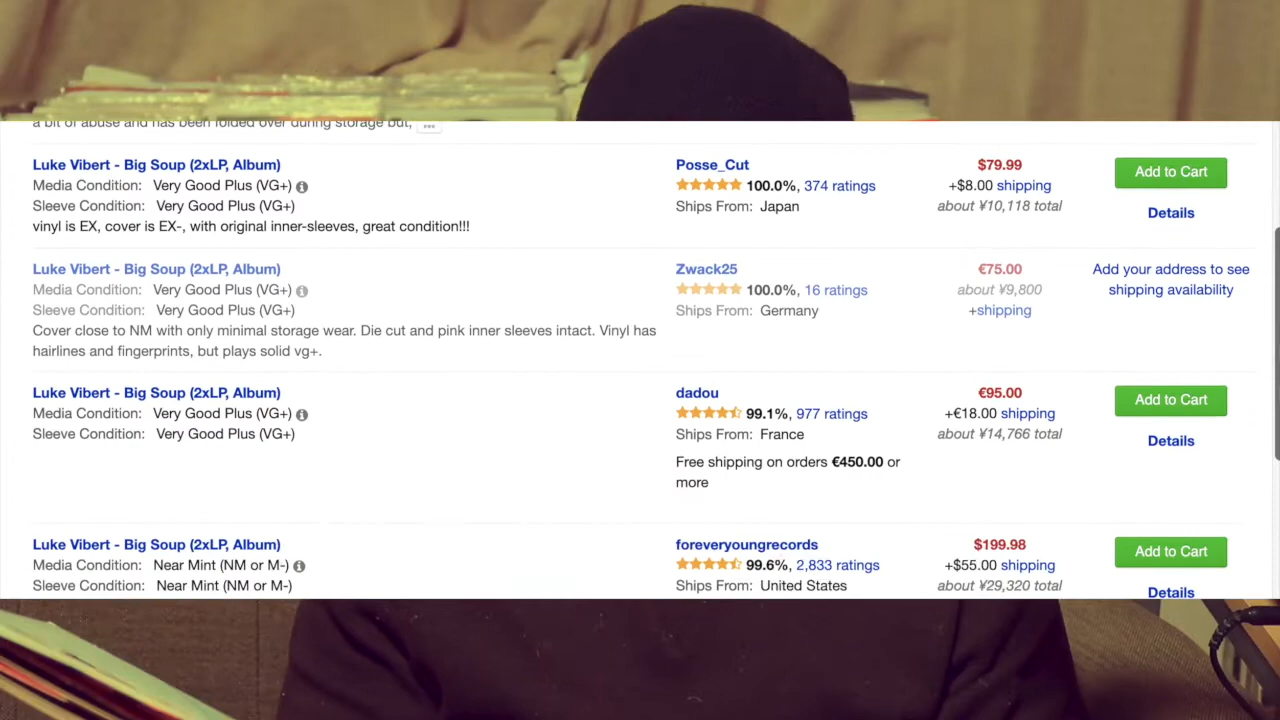 a bit of abuse and has been folded over during storage but, ...
Luke Vibert - Big Soup (2xLP, Album)
Media Condition: Very Good Plus (VG+)
Sleeve Condition: Very Good Plus (VG+)
vinyl is EX, cover is EX-, with original inner-sleeves, great condition!!!
Posse_Cut
100.0%, 374 ratings
Ships From: Japan
$79.99
+$8.00 shipping
about ¥10,118 total
Add to Cart
Details
Luke Vibert - Big Soup (2xLP, Album)
Media Condition: Very Good Plus (VG+)
Sleeve Condition: Very Good Plus (VG+)
Cover close to NM with only minimal storage wear. Die cut and pink inner sleeves intact. Vinyl has
hairlines and fingerprints, but plays solid vg+.
Zwack25
100.0%, 16 ratings
Ships From: Germany
€75.00
about ¥9,800
+shipping
Add your address to see
shipping availability
Luke Vibert - Big Soup (2xLP, Album)
Media Condition: Very Good Plus (VG+)
Sleeve Condition: Very Good Plus (VG+)
dadou
99.1%, 977 ratings
Ships From: France
Free shipping on orders €450.00 or
more
€95.00
+€18.00 shipping
about ¥14,766 total
Add to Cart
Details
Luke Vibert - Big Soup (2xLP, Album)
Media Condition: Near Mint (NM or M-)
Sleeve Condition: Near Mint (NM or M-)
foreveryoungrecords
99.6%, 2,833 ratings
Ships From: United States
$199.98
+$55.00 shipping
about ¥29,320 total
Add to Cart
Details